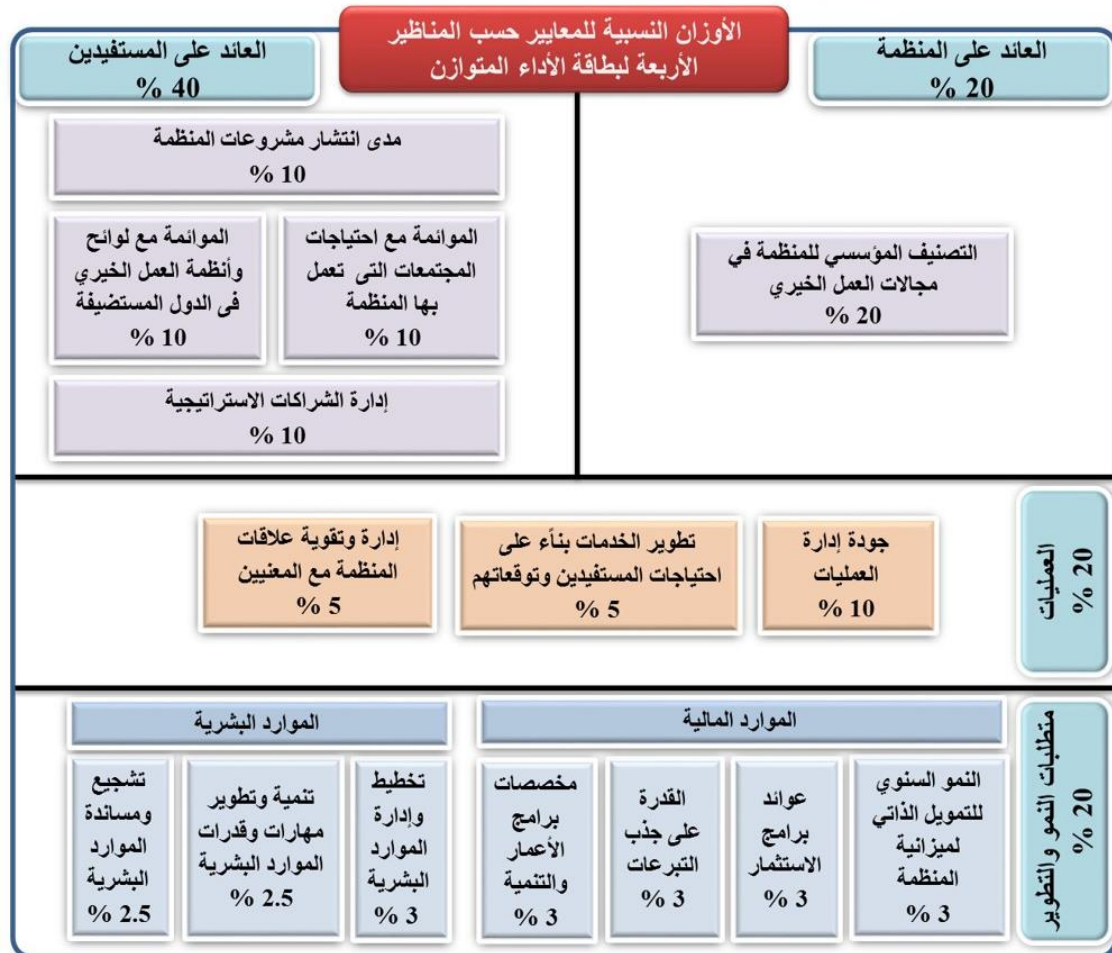 الأوزان النسبية للمعايير حسب المناظير
الأربعة لبطاقة الأداء المتوازن
العائد على المنظمة
20 %
العائد على المستفيدين
40 %
التصنيف المؤسسي للمنظمة في
مجالات العمل الخيري
20 %
مدى انتشار مشروعات المنظمة
10 %
الموائمة مع احتياجات
المجتمعات التى تعمل
بها المنظمة
10 %
الموائمة مع لوائح
وأنظمة العمل الخيري
فى الدول المستضيفة
10 %
إدارة الشراكات الاستراتيجية
10 %
العمليات
20 %
جودة إدارة
العمليات
10 %
تطوير الخدمات بناًء على
احتياجات المستفيدين وتوقعاتهم
5 %
إدارة وتقوية علاقات
المنظمة مع المعنيين
5 %
متطلبات النمو والتطوير
20 %
الموارد المالية
النمو السنوي
للتمويل الذاتي
لميزانية
المنظمة
3 %
عوائد
برامج
الاستثمار
3 %
القدرة
على جذب
التبرعات
3 %
مخصصات
برامج
الأعمار
والتنمية
3 %
الموارد البشرية
تخطيط
وإدارة
الموارد
البشرية
3 %
تنمية وتطوير
مهارات وقدرات
الموارد البشرية
2.5 %
تشجيع
ومساندة
الموارد
البشرية
2.5 %